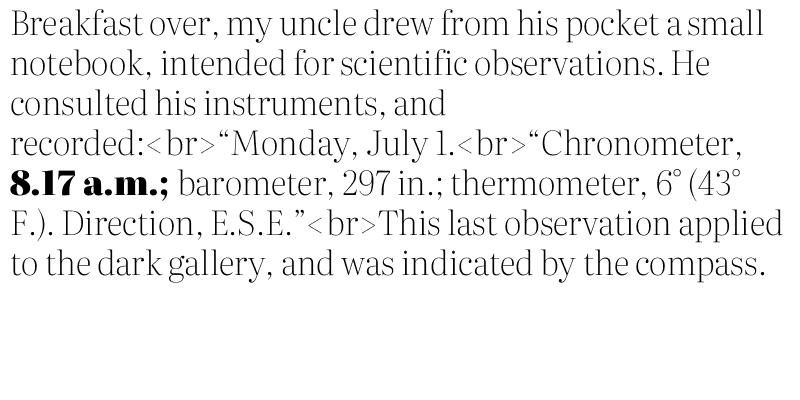 Breakfast over, my uncle drew from his pocket a small
notebook, intended for scientific observations. He
consulted his instruments, and
recorded:<br>“Monday, July 1.<br>“Chronometer,
8.17 a.m.; barometer, 297 in.; thermometer, 6° (43°
F.). Direction, E.S.E.”<br>This last observation applied
to the dark gallery, and was indicated by the compass.